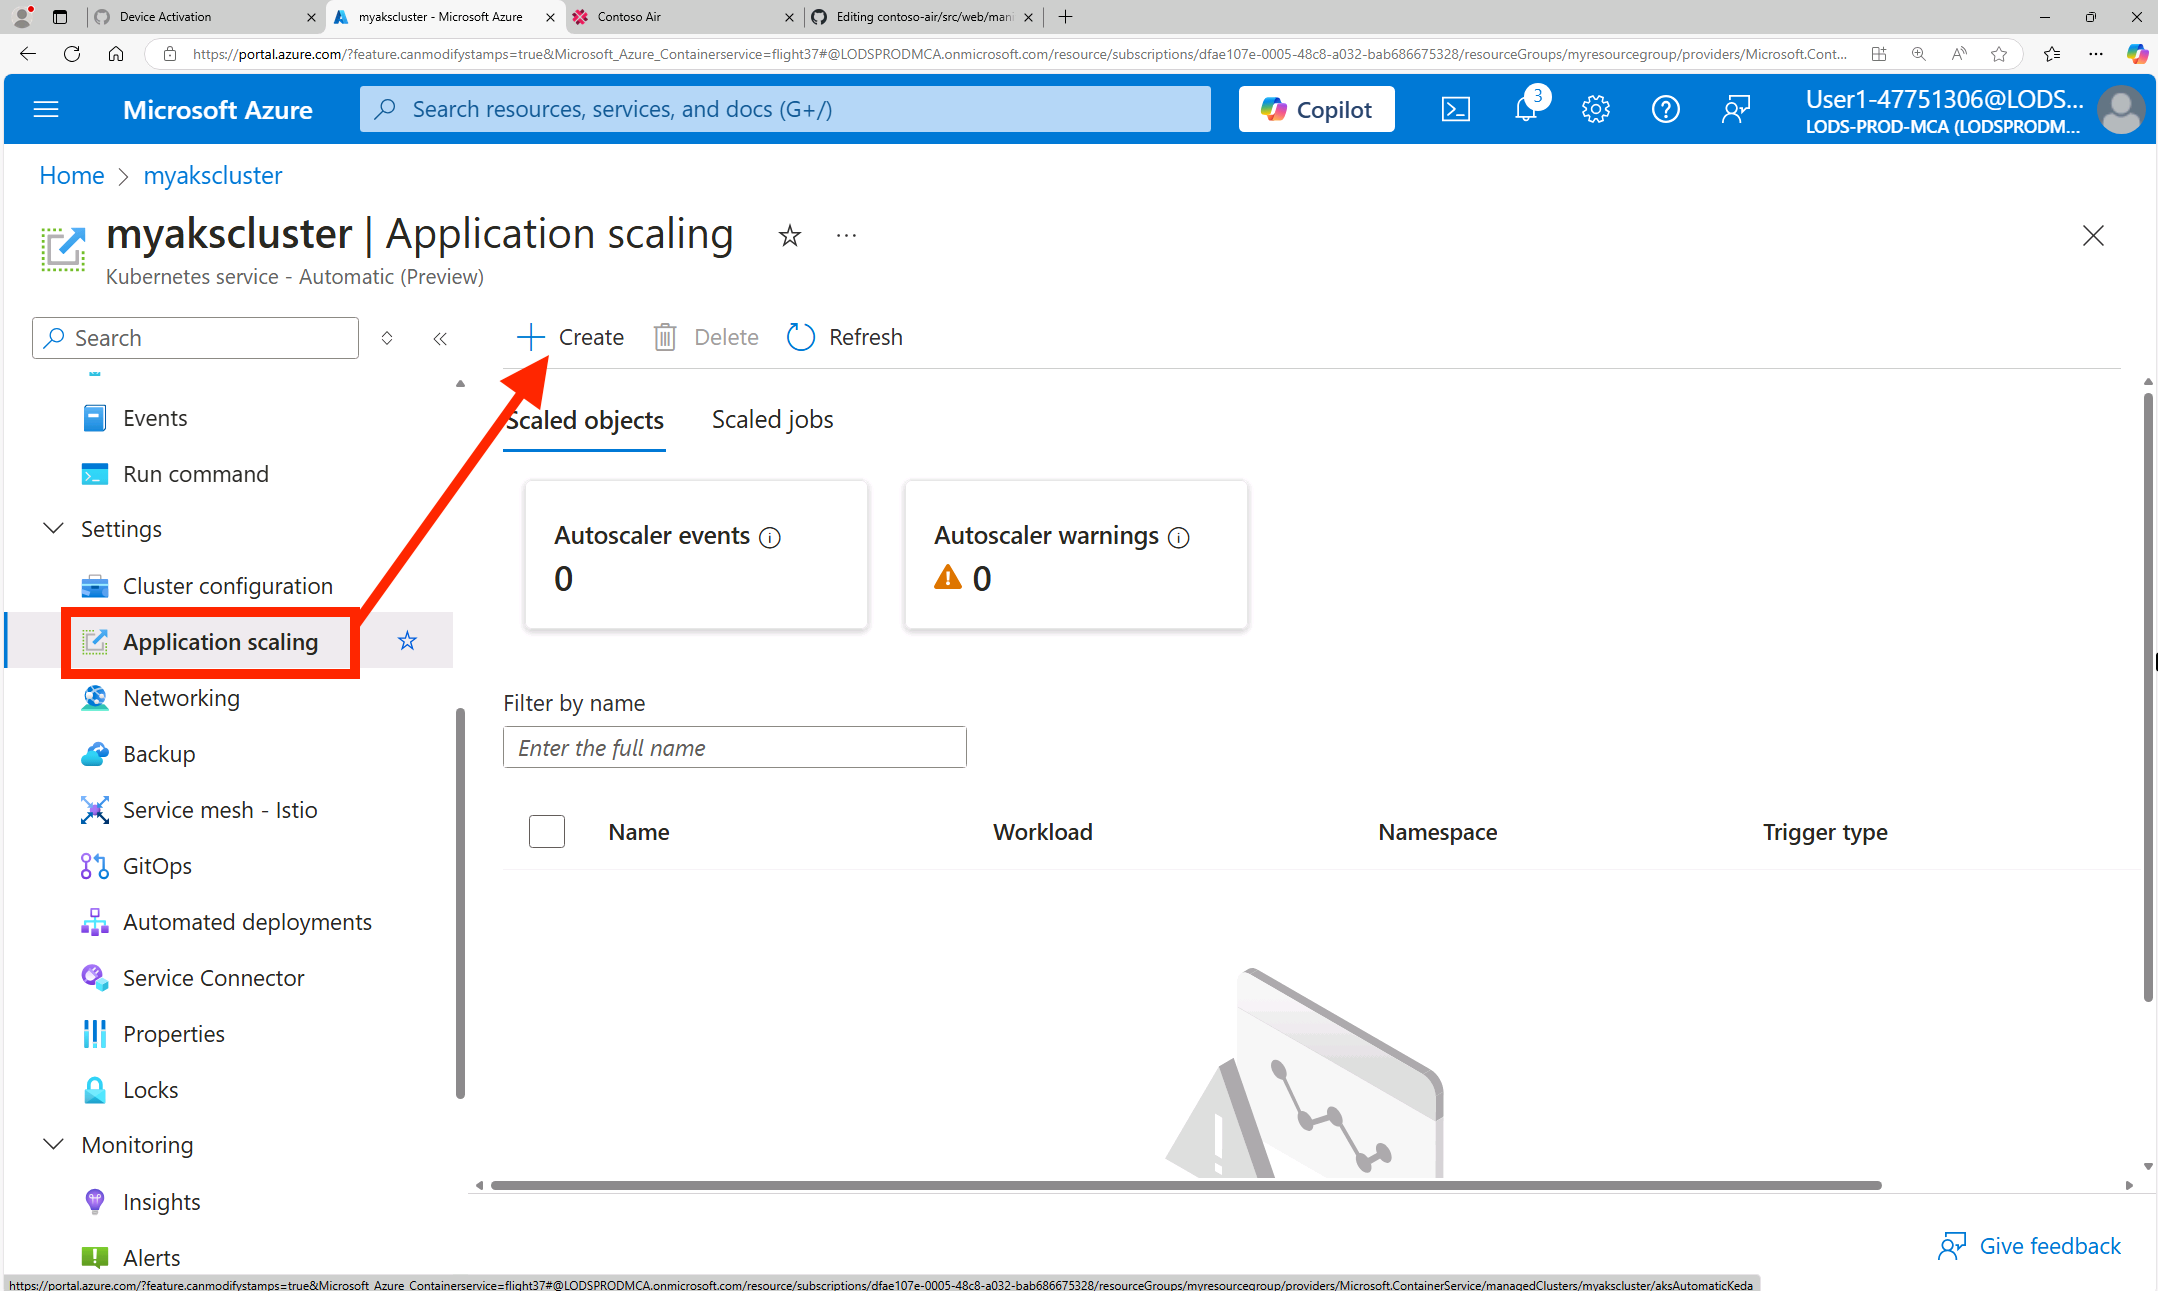 Device Activation
myakscluster - Microsoft Azure
Contoso Air
Editing contoso-air/src/web/mani
https://portal.azure.com/?feature.canmodifystamps=true&Microsoft_Azure_Containerservice=flight37#@LODSPRODMCA.onmicrosoft.com/resource/subscriptions/dfae107e-0005-48c8-a032-bab686675328/resourceGroups/myresourcegroup/providers/Microsoft.Cont...
Microsoft Azure
Search resources, services, and docs (G+/)
Copilot
3
User1-47751306@LODS...
LODS-PROD-MCA (LODSPRODM...
Home > myakscluster
myakscluster | Application scaling
...
Kubernetes service - Automatic (Preview)
Search
Create
Delete
Refresh
Events
Run command
Settings
Cluster configuration
Application scaling
Networking
Backup
Service mesh - Istio
GitOps
Automated deployments
Service Connector
Properties
Locks
Monitoring
Insights
Alerts
Scaled objects
Scaled jobs
Autoscaler events
0
Autoscaler warnings
0
Filter by name
Enter the full name
Name
Workload
Namespace
Trigger type
Give feedback
https://portal.azure.com/?feature.canmodifystamps=true&Microsoft_Azure_Containerservice=flight37#@LODSPRODMCA.onmicrosoft.com/resource/subscriptions/dfae107e-0005-48c8-a032-bab686675328/resourceGroups/myresourcegroup/providers/Microsoft.ContainerService/managedClusters/myakscluster/aksAutomaticKeda